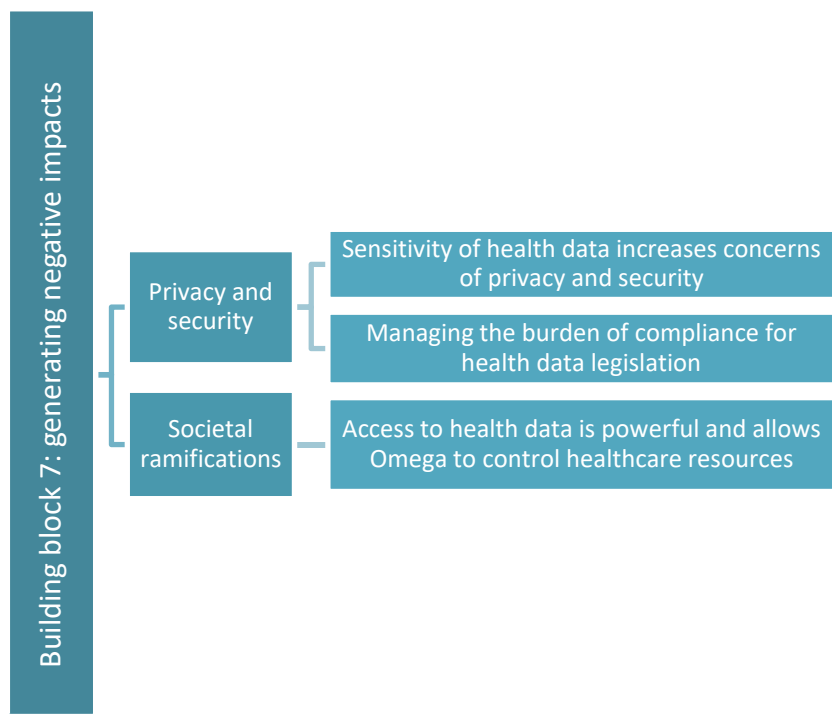 Building block 7: generating negative impacts
Privacy and
security
Sensitivity of health data increases concerns
of privacy and security
Managing the burden of compliance for
health data legislation
Societal
ramifications
Access to health data is powerful and allows
Omega to control healthcare resources